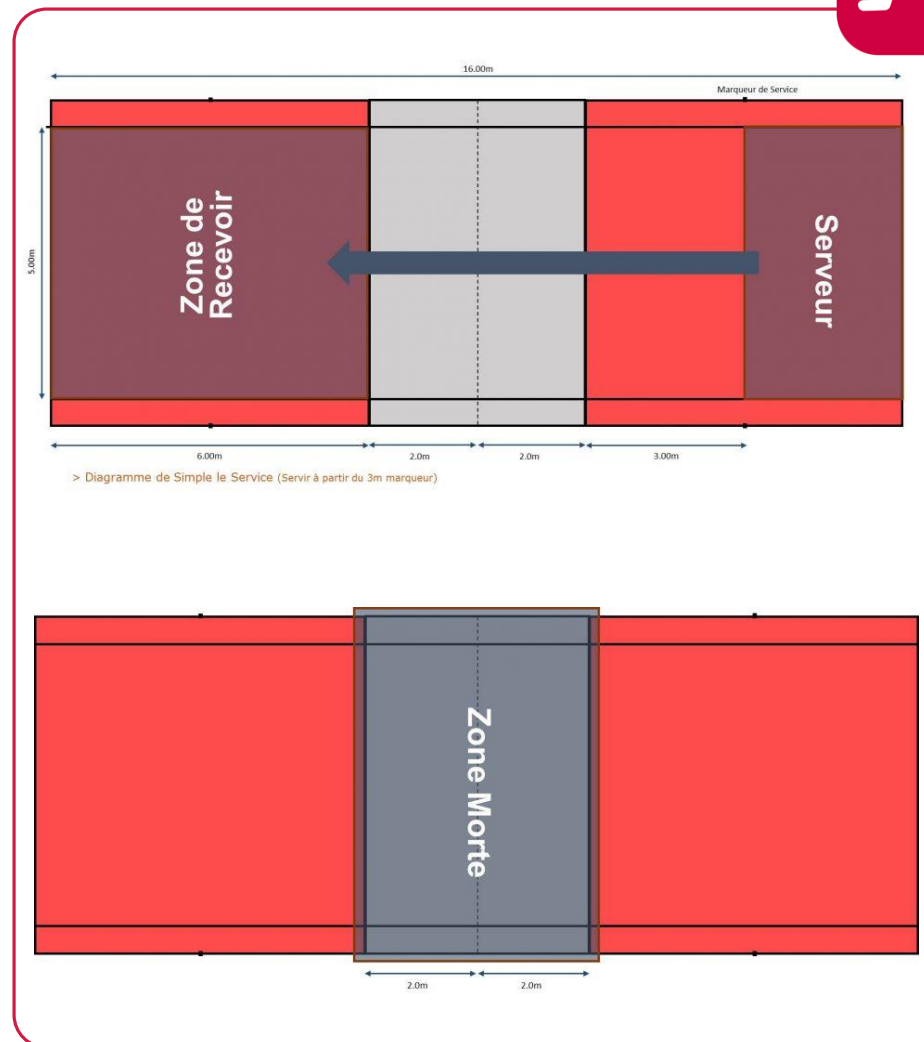 16.00m
Marqueur de Service
5.00m
Zone de
Recevoir
Serveur
6.00m
2.0m
2.0m
3.00m
> Diagramme de Simple le Service (Servir à partir du 3m marqueur)
Zone Morte
2.0m
2.0m